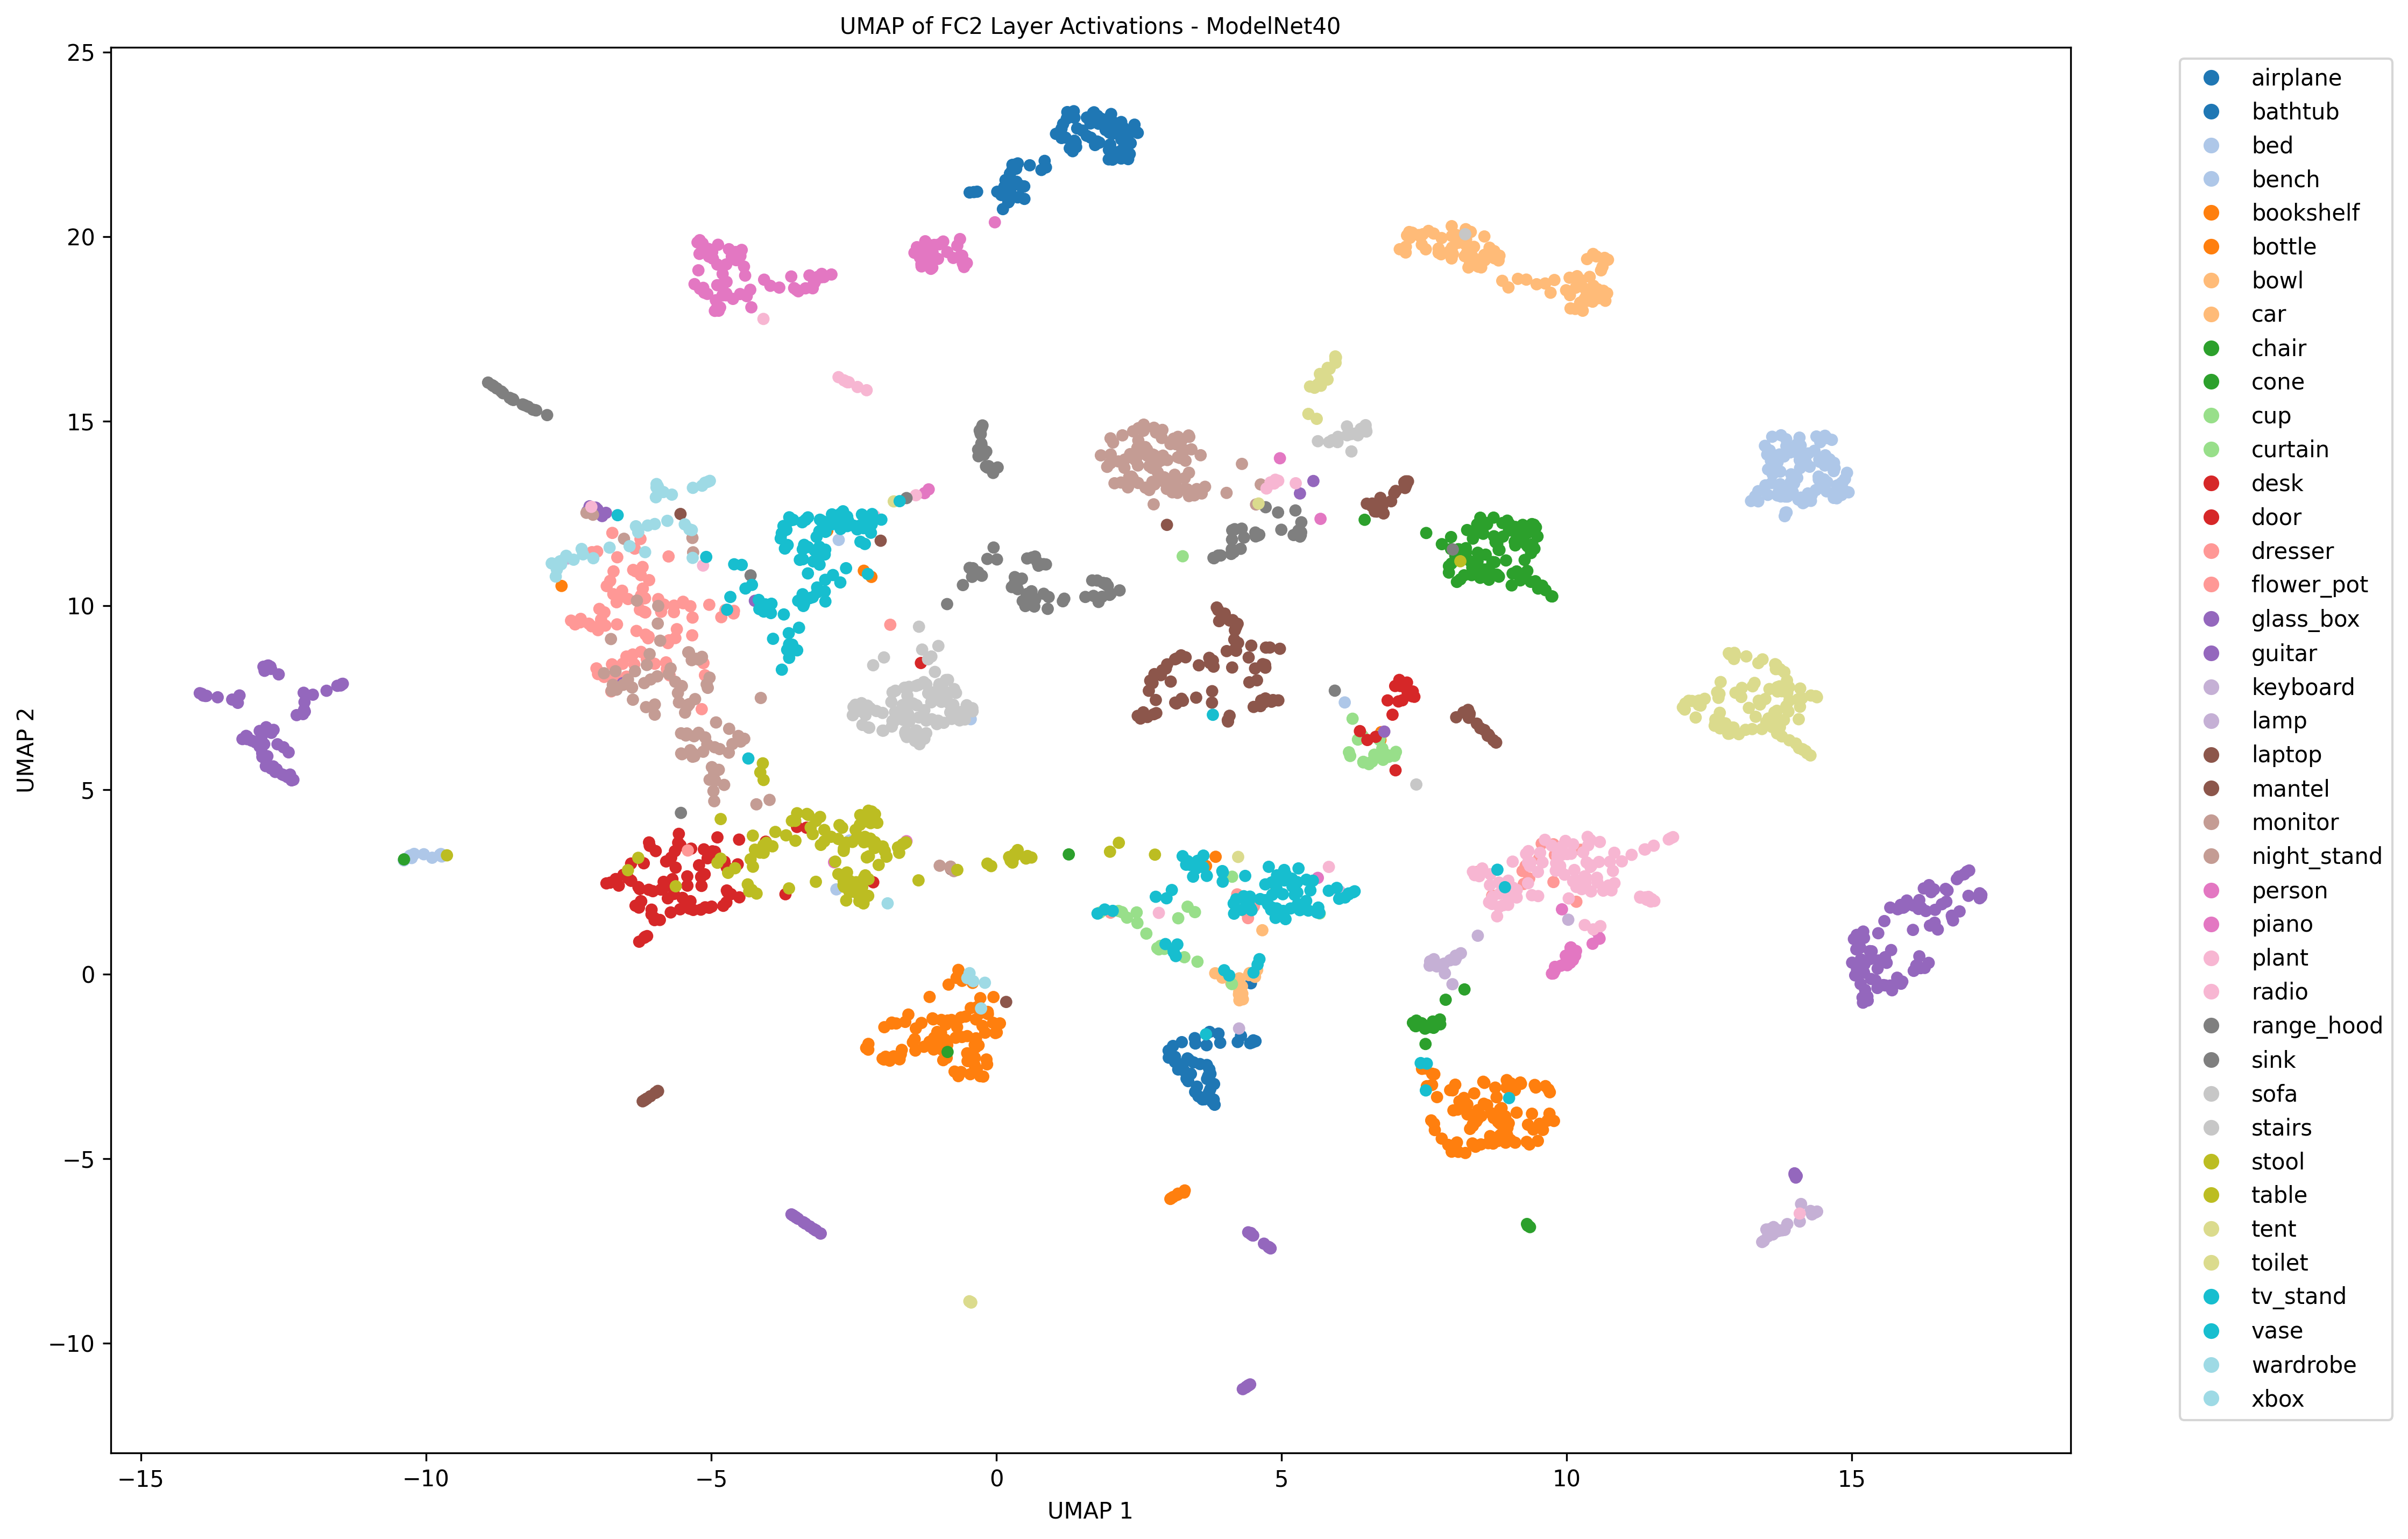 UMAP of FC2 Layer Activations - ModelNet40
25
20
15
10
5
0
−5
−10
UMAP 2
−15
−10
−5
0
5
10
15
UMAP 1
airplane
bathtub
bed
bench
bookshelf
bottle
bowl
car
chair
cone
cup
curtain
desk
door
dresser
flower_pot
glass_box
guitar
keyboard
lamp
laptop
mantel
monitor
night_stand
person
piano
plant
radio
range_hood
sink
sofa
stairs
stool
table
tent
toilet
tv_stand
vase
wardrobe
xbox